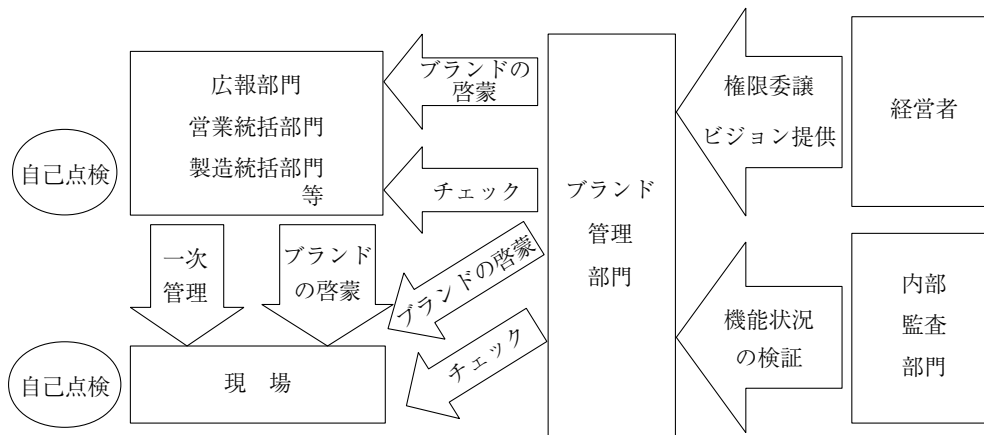 広報部門
営業統括部門
製造統括部門
等
自己点検
ブランドの
啓蒙
チェック
ブランド
管理
部門
権限委譲
ビジョン提供
経営者
一次
管理
ブランド
の啓蒙
ブランドの啓蒙
チェック
機能状況
の検証
内部
監査
部門
自己点検
現　場